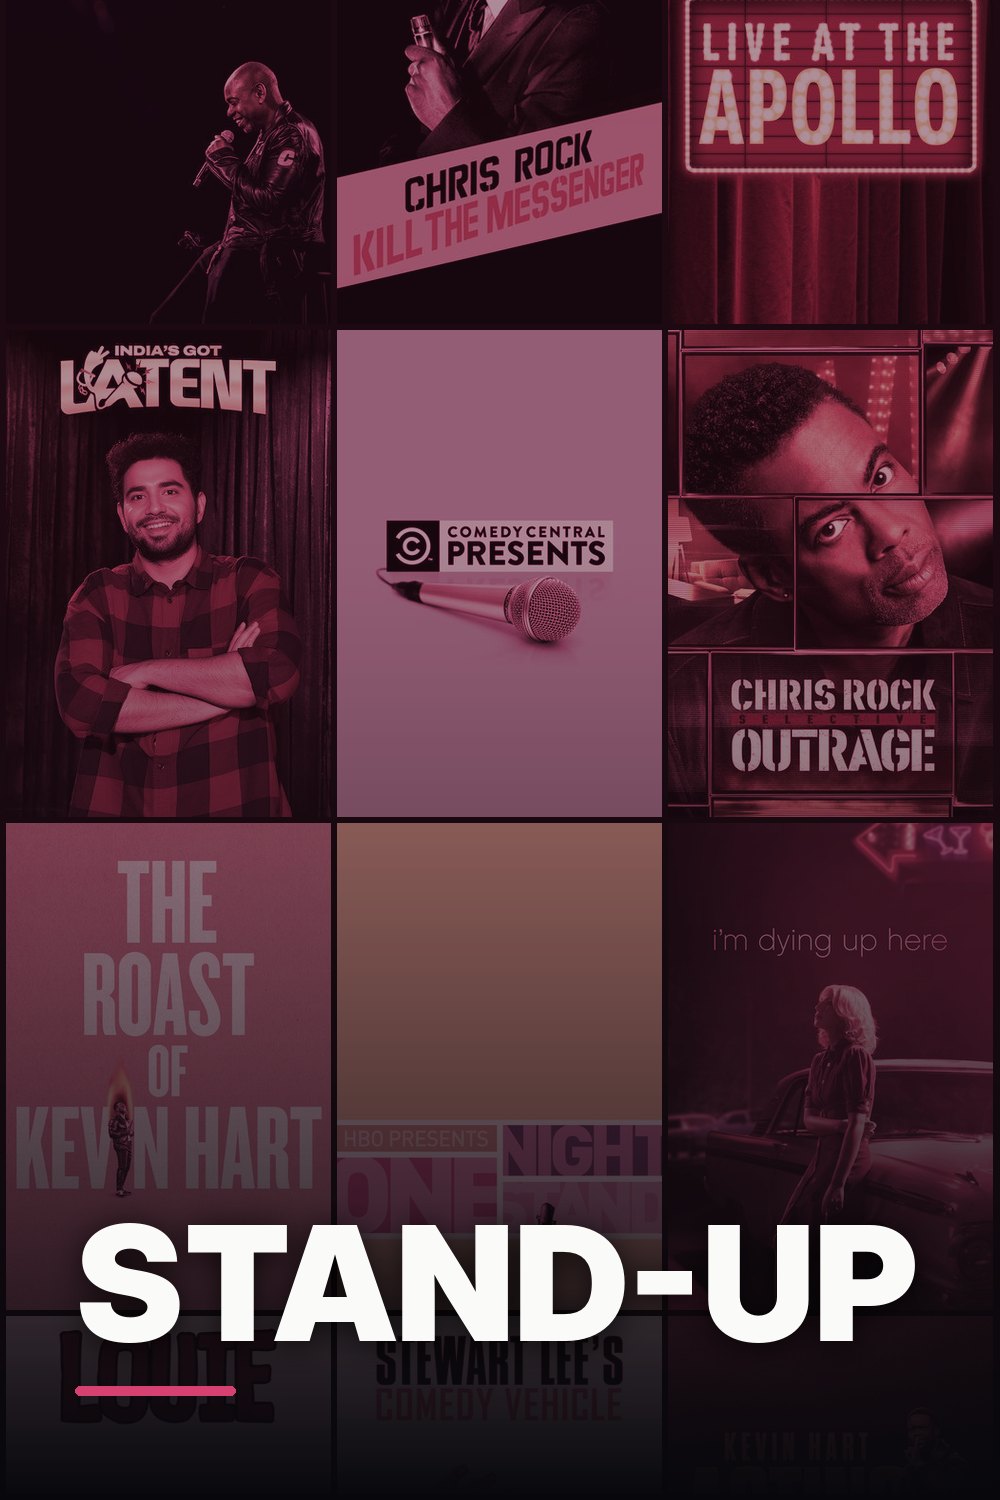 LIVE AT THE
APOLLO
CHRIS ROCK
KILL THE MESSENGER
INDIA'S GOT
LATENT
COMEDY CENTRAL
PRESENTS
CHRIS ROCK
SELECTIVE
OUTRAGE
THE
ROAST
OF
KEVIN HART
HBO PRESENTS
ONE
NIGHT
STAND
i'm dying up here
STAND-UP
LOUIE
STEWART LEE'S
COMEDY VEHICLE
KEVIN HART